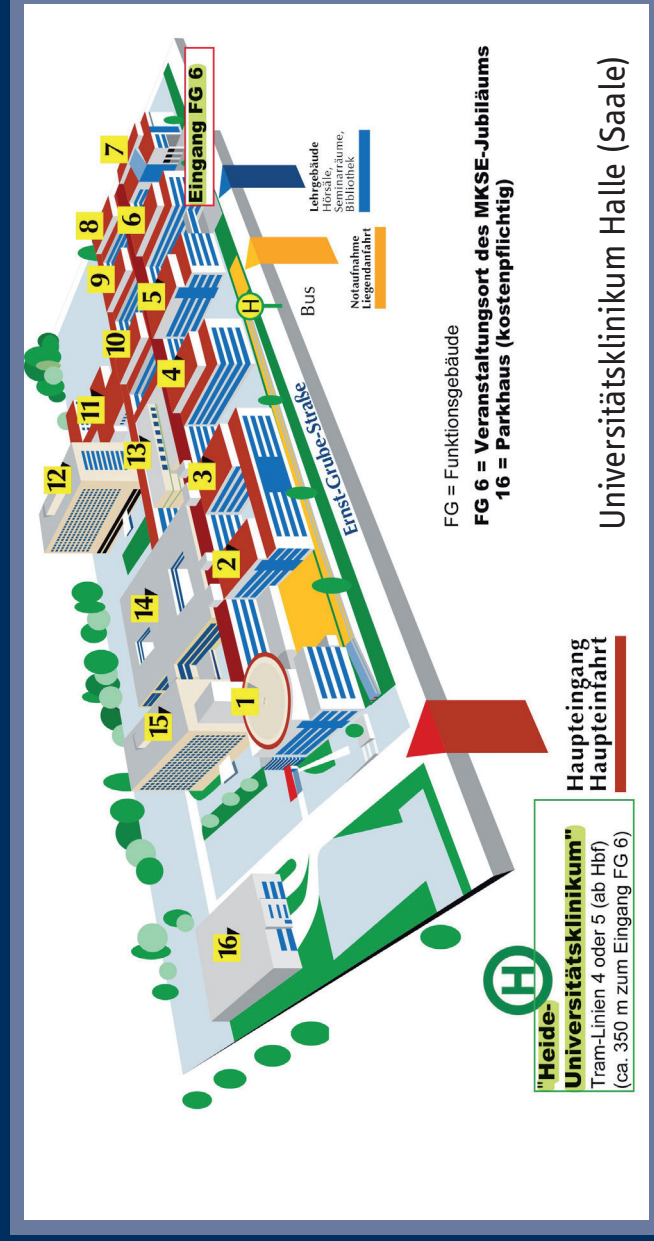 12
11
10
9
8
7
13
6
5
4
14
3
15
2
1
16
Eingang FG 6
Ernst-Grube-Straße
H
Bus
Lehrgebäude
Hörsäle,
Seminarräume,
Bibliothek
Notaufnahme
Liegendanfahrt
H
"Heide-
Universitätsklinikum"
Tram-Linien 4 oder 5 (ab Hbf)
(ca. 350 m zum Eingang FG 6)
Haupteingang
Haupteinfahrt
FG = Funktionsgebäude
FG 6 = Veranstaltungsort des MKSE-Jubiläums
16 = Parkhaus (kostenpflichtig)
Universitätsklinikum Halle (Saale)